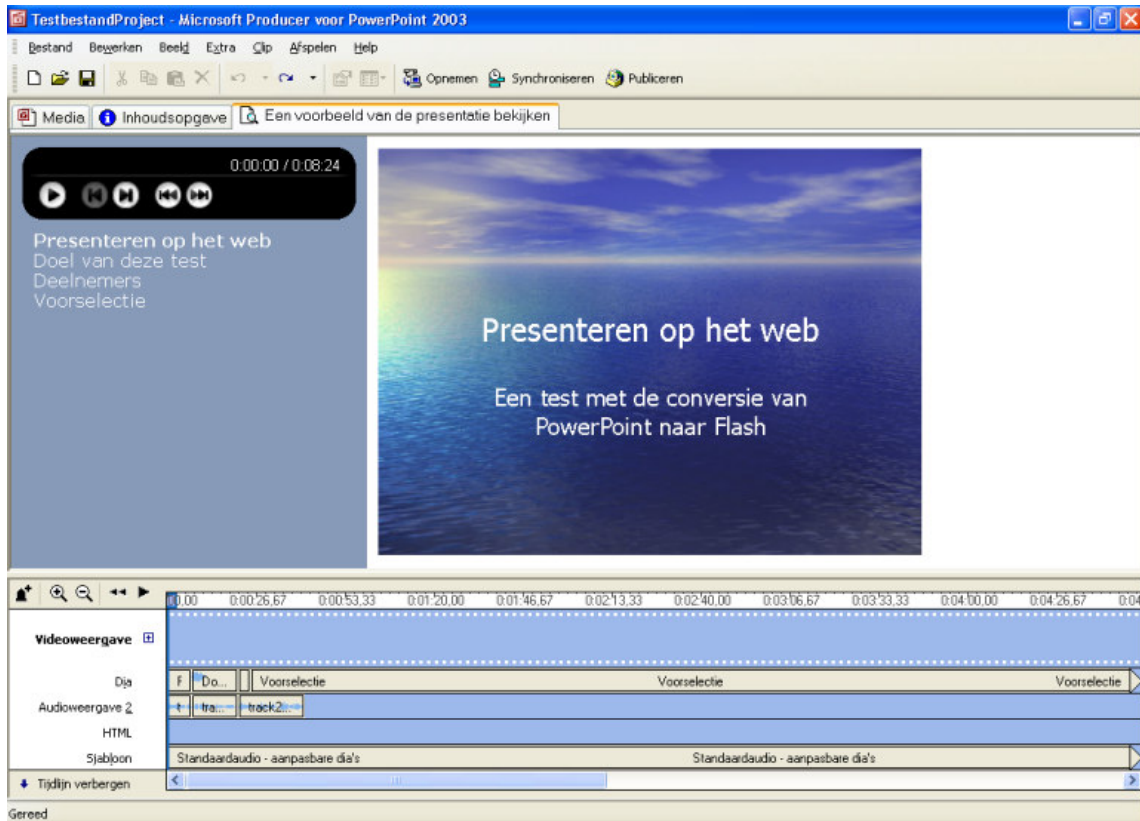 TestbestandProject - Microsoft Producer voor PowerPoint 2003
Bestand Bewerken Beeld Extra Clip Afspelen Help
Opnemen Synchroniseren Publiceren
Media Inhoudsopgave Een voorbeeld van de presentatie bekijken
0:00:00 / 0:08:24
Presenteren op het web
Doel van deze test
Deelnemers
Voorselectie
Presenteren op het web
Een test met de conversie van
PowerPoint naar Flash
0,00 0:00:26,67 0:00:53,33 0:01:20,00 0:01:46,67 0:02:13,33 0:02:40,00 0:03:06,67 0:03:33,33 0:04:00,00 0:04:26,67 0:04
Videoweergave
Dia F Do... Voorselectie Voorselectie Voorselectie
Audioweergave 2 t tra... track2...
HTML
Sjabloon Standaardaudio - aanpasbare dia's Standaardaudio - aanpasbare dia's
Tijdlijn verbergen
Gereed